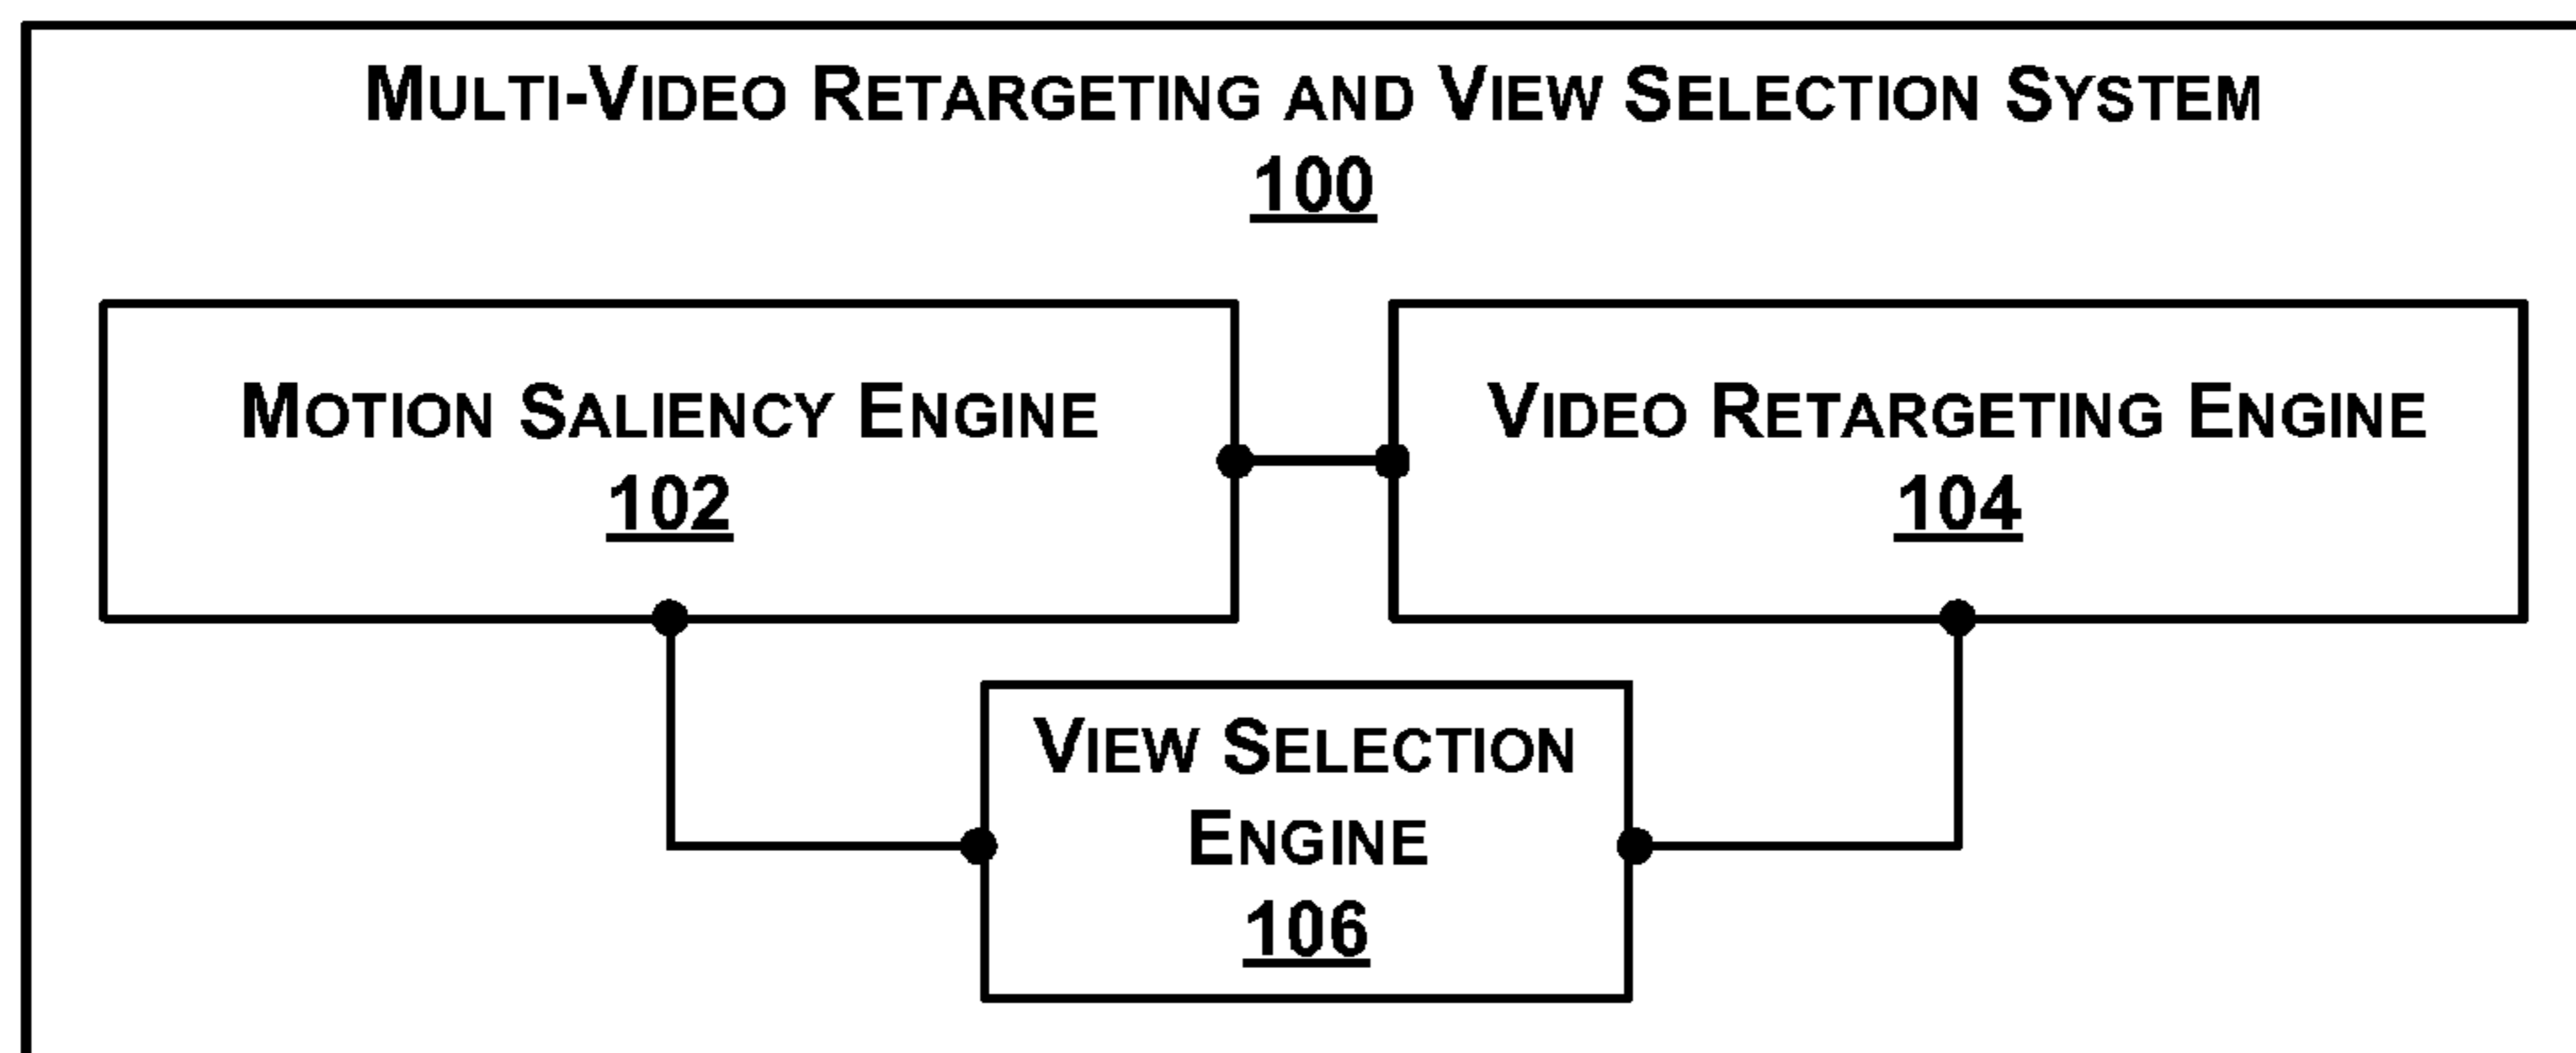 MULTI-VIDEO RETARGETING AND VIEW SELECTION SYSTEM
100
MOTION SALIENCY ENGINE
102
VIDEO RETARGETING ENGINE
104
VIEW SELECTION
ENGINE
106